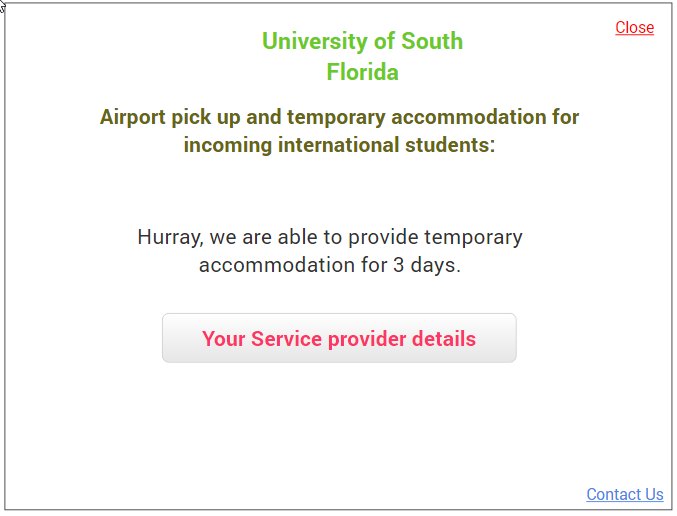 Close
University of South
Florida
Airport pick up and temporary accommodation for
incoming international students:
Hurray, we are able to provide temporary
accommodation for 3 days.
Your Service provider details
Contact Us